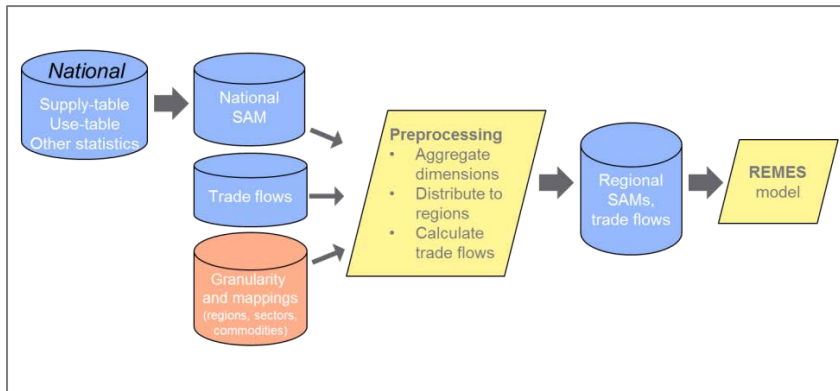 National
Supply-table
Use-table
Other statistics
National
SAM
Trade flows
Granularity
and mappings
(regions, sectors,
commodities)
Preprocessing
• Aggregate
dimensions
• Distribute to
regions
• Calculate
trade flows
Regional
SAMs,
trade flows
REMES
model